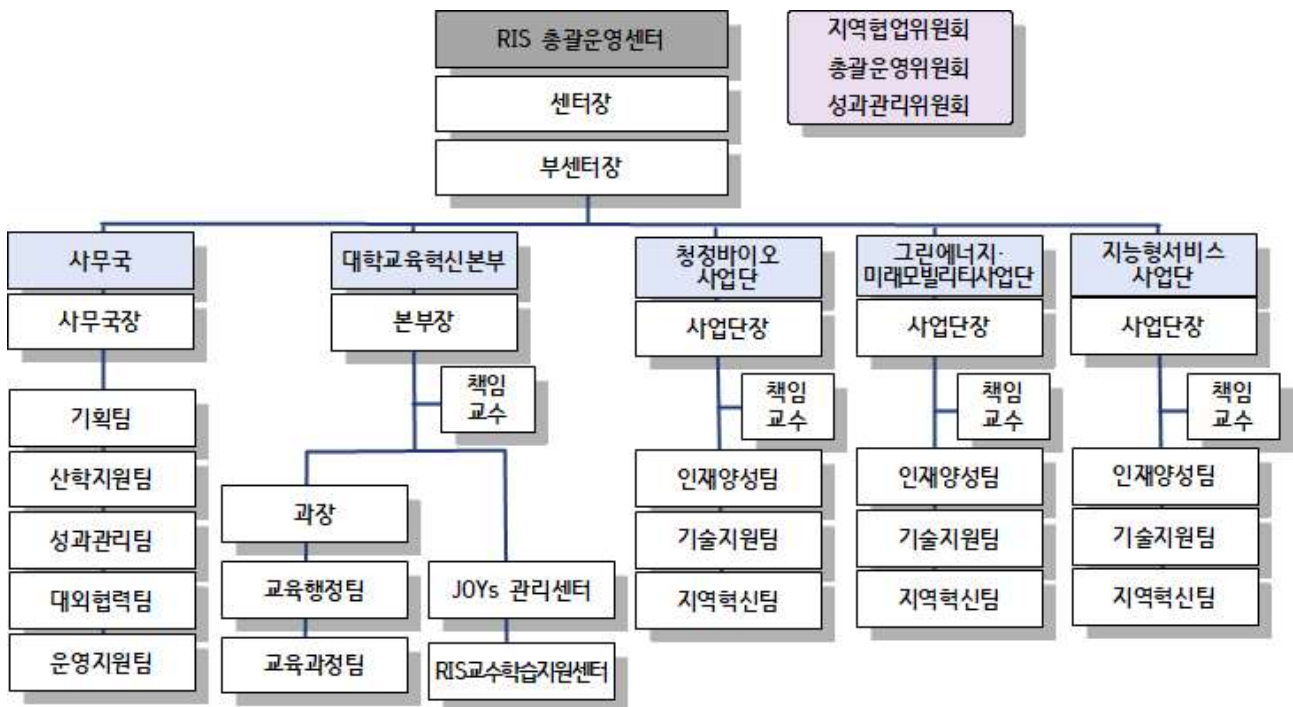 RIS 총괄운영센터
센터장
부센터장
지역협업위원회
총괄운영위원회
성과관리위원회
사무국
사무국장
기획팀
산학지원팀
성과관리팀
대외협력팀
운영지원팀
대학교육혁신본부
본부장
책임
교수
과장
교육행정팀
교육과정팀
JOYs 관리센터
RIS교수학습지원센터
청정바이오
사업단
사업단장
책임
교수
인재양성팀
기술지원팀
지역혁신팀
그린에너지·
미래모빌리티사업단
사업단장
책임
교수
인재양성팀
기술지원팀
지역혁신팀
지능형서비스
사업단
사업단장
책임
교수
인재양성팀
기술지원팀
지역혁신팀